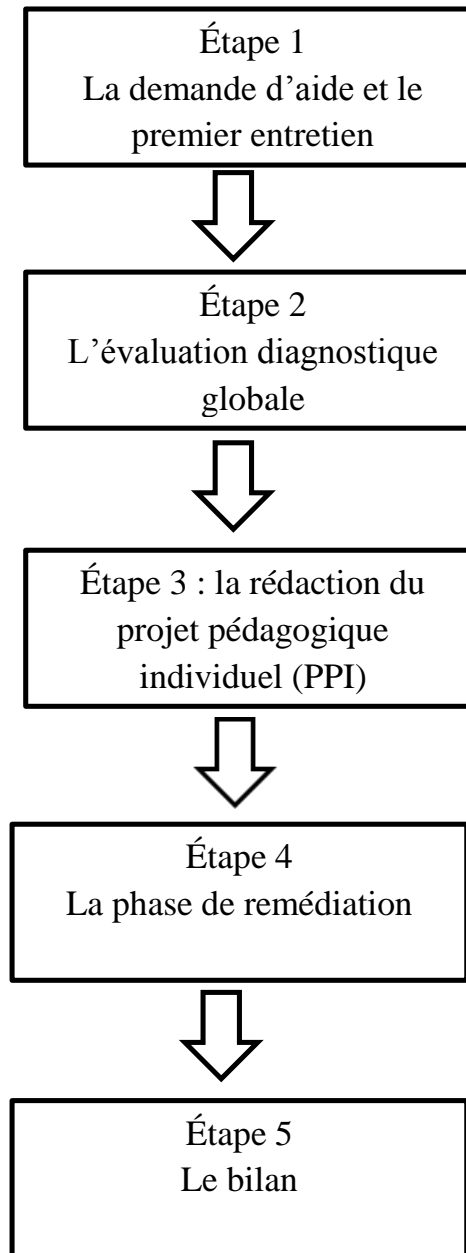 Étape 1
La demande d’aide et le
premier entretien
Étape 2
L’évaluation diagnostique
globale
Étape 3 : la rédaction du
projet pédagogique
individuel (PPI)
Étape 4
La phase de remédiation
Étape 5
Le bilan